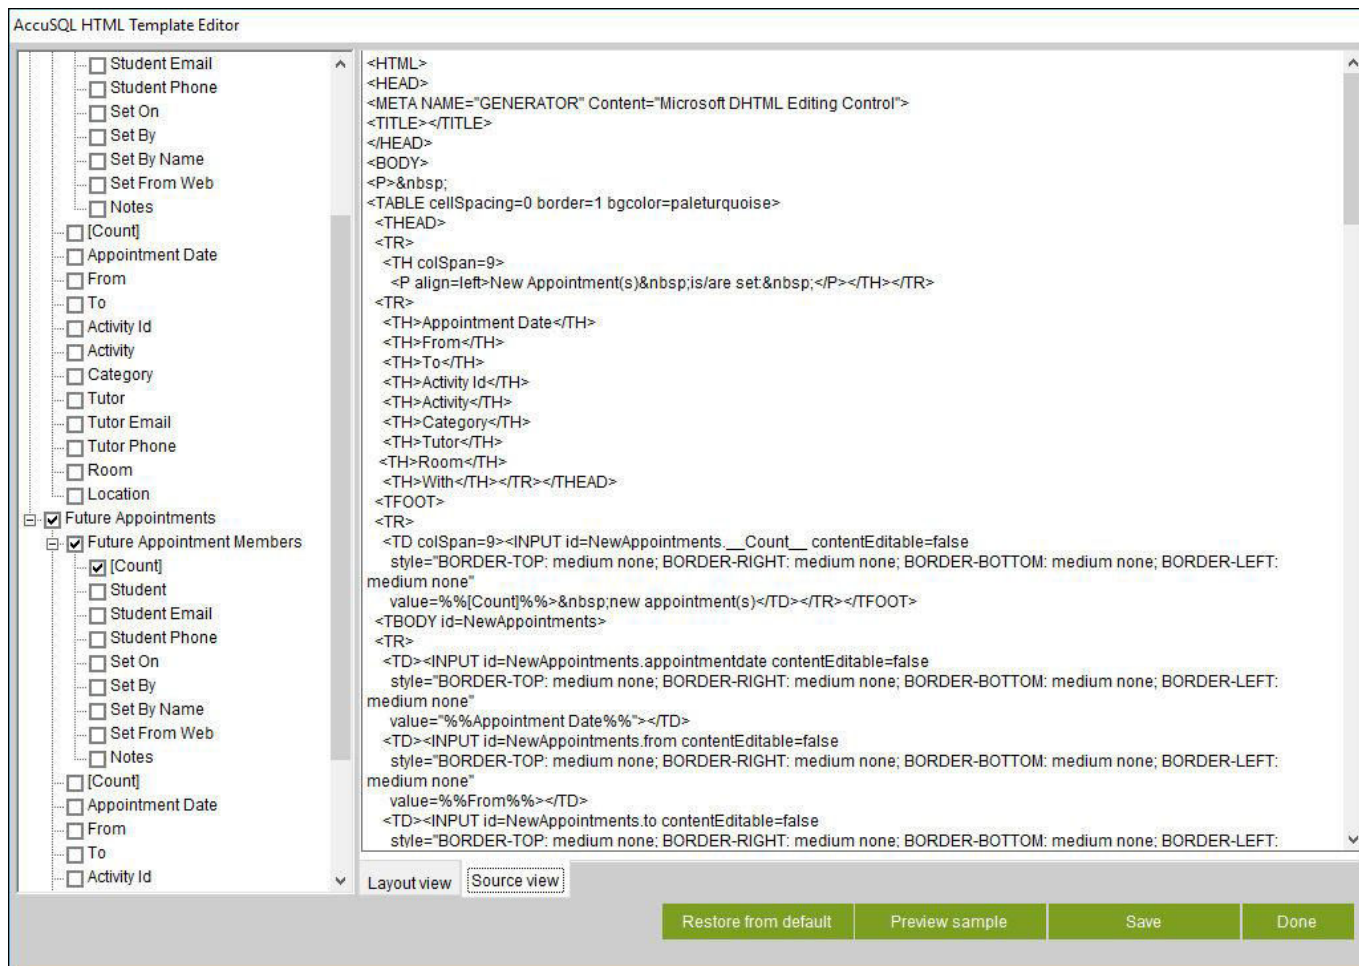 AccuSQL HTML Template Editor
Student Email
Student Phone
Set On
Set By
Set By Name
Set From Web
Notes
[Count]
Appointment Date
From
To
Activity Id
Activity
Category
Tutor
Tutor Email
Tutor Phone
Room
Location
Future Appointments
Future Appointment Members
[Count]
Student
Student Email
Student Phone
Set On
Set By
Set By Name
Set From Web
Notes
[Count]
Appointment Date
From
To
Activity Id
<HTML>
<HEAD>
<META NAME="GENERATOR" Content="Microsoft DHTML Editing Control">
<TITLE></TITLE>
</HEAD>
<BODY>
<P>&nbsp;
<TABLE cellSpacing=0 border=1 bgcolor=paleturquoise>
<THEAD>
<TR>
<TH colSpan=9>
<P align=left>New Appointment(s)&nbsp;is/are set:&nbsp;</P></TH></TR>
<TR>
<TH>Appointment Date</TH>
<TH>From</TH>
<TH>To</TH>
<TH>Activity Id</TH>
<TH>Activity</TH>
<TH>Category</TH>
<TH>Tutor</TH>
<TH>Room</TH>
<TH>With</TH></TR></THEAD>
<TFOOT>
<TR>
<TD colSpan=9><INPUT id=NewAppointments.__Count__ contentEditable=false
style="BORDER-TOP: medium none; BORDER-RIGHT: medium none; BORDER-BOTTOM: medium none; BORDER-LEFT:
medium none"
value=%%[Count]%%>&nbsp;new appointment(s)</TD></TR></TFOOT>
<TBODY id=NewAppointments>
<TR>
<TD><INPUT id=NewAppointments.appointmentdate contentEditable=false
style="BORDER-TOP: medium none; BORDER-RIGHT: medium none; BORDER-BOTTOM: medium none; BORDER-LEFT:
medium none"
value="%%Appointment Date%%"></TD>
<TD><INPUT id=NewAppointments.from contentEditable=false
style="BORDER-TOP: medium none; BORDER-RIGHT: medium none; BORDER-BOTTOM: medium none; BORDER-LEFT:
medium none"
value=%%From%%></TD>
<TD><INPUT id=NewAppointments.to contentEditable=false
style="BORDER-TOP: medium none; BORDER-RIGHT: medium none; BORDER-BOTTOM: medium none; BORDER-LEFT:
Layout view
Source view
Restore from default
Preview sample
Save
Done